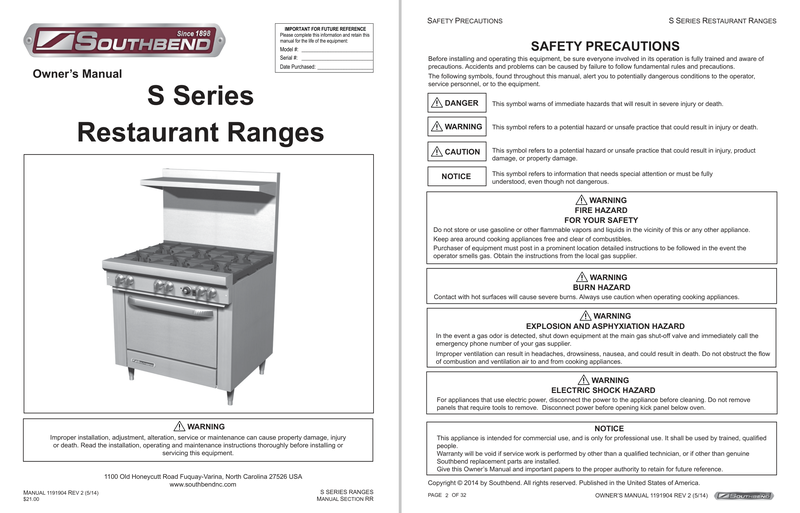 Since 1898
SOUTHBEND
IMPORTANT FOR FUTURE REFERENCE
Please complete this information and retain this
manual for the life of the equipment:
Model #:
Serial #:
Date Purchased:
Owner's Manual
S Series
Restaurant Ranges
WARNING
Improper installation, adjustment, alteration, service or maintenance can cause property damage, injury
or death. Read the installation, operating and maintenance instructions thoroughly before installing or
servicing this equipment.
1100 Old Honeycutt Road Fuquay-Varina, North Carolina 27526 USA
www.southbendnc.com
MANUAL 1191904 REV 2 (5/14)
$21.00
S SERIES RANGES
MANUAL SECTION RR
SAFETY PRECAUTIONS
S SERIES RESTAURANT RANGES
SAFETY PRECAUTIONS
Before installing and operating this equipment, be sure everyone involved in its operation is fully trained and aware of
precautions. Accidents and problems can be caused by failure to follow fundamental rules and precautions.
The following symbols, found throughout this manual, alert you to potentially dangerous conditions to the operator,
service personnel, or to the equipment.
DANGER
This symbol warns of immediate hazards that will result in severe injury or death.
WARNING
This symbol refers to a potential hazard or unsafe practice that could result in injury or death.
CAUTION
This symbol refers to a potential hazard or unsafe practice that could result in injury, product
damage, or property damage.
NOTICE
This symbol refers to information that needs special attention or must be fully
understood, even though not dangerous.
WARNING
FIRE HAZARD
FOR YOUR SAFETY
Do not store or use gasoline or other flammable vapors and liquids in the vicinity of this or any other appliance.
Keep area around cooking appliances free and clear of combustibles.
Purchaser of equipment must post in a prominent location detailed instructions to be followed in the event the
operator smells gas. Obtain the instructions from the local gas supplier.
WARNING
BURN HAZARD
Contact with hot surfaces will cause severe burns. Always use caution when operating cooking appliances.
WARNING
EXPLOSION AND ASPHYXIATION HAZARD
In the event a gas odor is detected, shut down equipment at the main gas shut-off valve and immediately call the
emergency phone number of your gas supplier.
Improper ventilation can result in headaches, drowsiness, nausea, and could result in death. Do not obstruct the flow
of combustion and ventilation air to and from cooking appliances.
WARNING
ELECTRIC SHOCK HAZARD
For appliances that use electric power, disconnect the power to the appliance before cleaning. Do not remove
panels that require tools to remove. Disconnect power before opening kick panel below oven.
NOTICE
This appliance is intended for commercial use, and is only for professional use. It shall be used by trained, qualified
people.
Warranty will be void if service work is performed by other than a qualified technician, or if other than genuine
Southbend replacement parts are installed.
Give this Owner's Manual and important papers to the proper authority to retain for future reference.
Copyright © 2014 by Southbend. All rights reserved. Published in the United States of America.
PAGE 2 OF 32
OWNER'S MANUAL 1191904 REV 2 (5/14)
SOUTHBEND